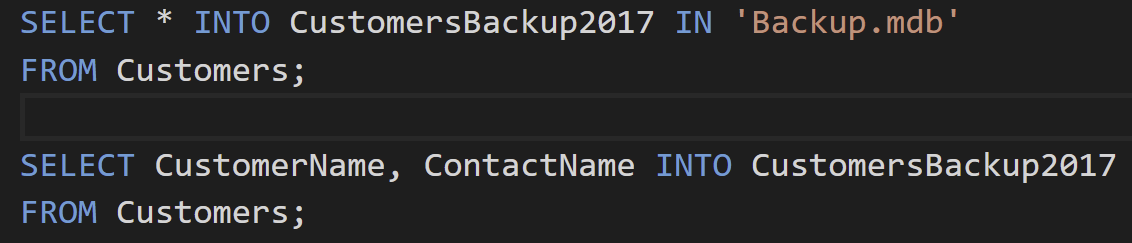 SELECT * INTO CustomersBackup2017 IN 'Backup.mdb'
FROM Customers;
SELECT CustomerName, ContactName INTO CustomersBackup2017
FROM Customers;